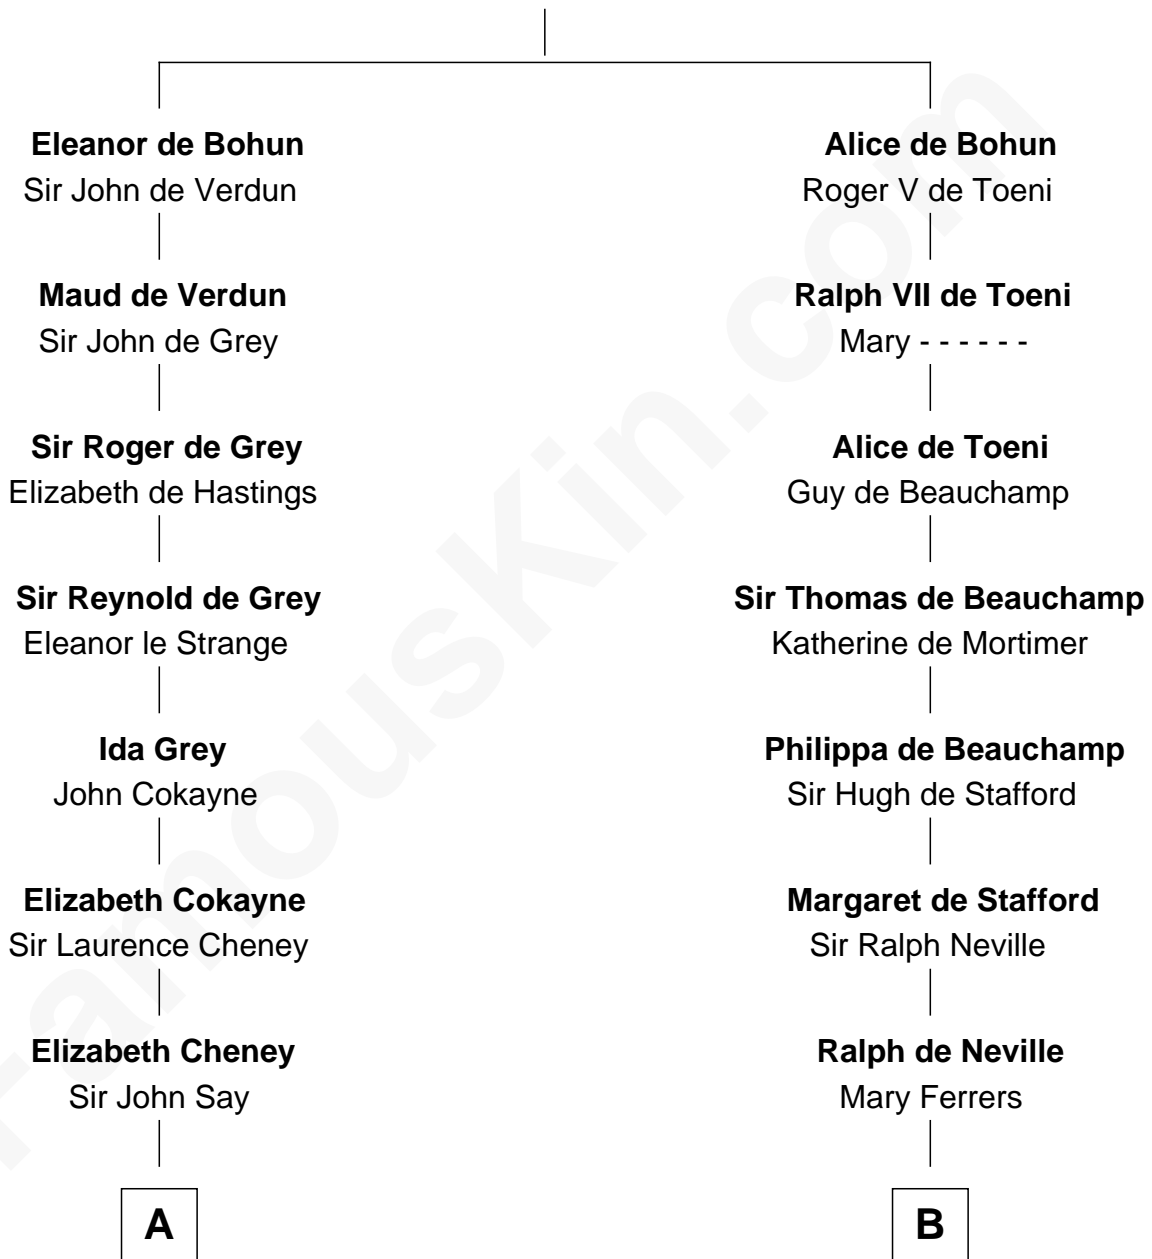 Eleanor de Bohun
Sir John de Verdun
Maud de Verdun
Sir John de Grey
Sir Roger de Grey
Elizabeth de Hastings
Sir Reynold de Grey
Eleanor le Strange
Ida Grey
John Cokayne
Elizabeth Cokayne
Sir Laurence Cheney
Elizabeth Cheney
Sir John Say
A
Alice de Bohun
Roger V de Toeni
Ralph VII de Toeni
Mary - - - - - -
Alice de Toeni
Guy de Beauchamp
Sir Thomas de Beauchamp
Katherine de Mortimer
Philippa de Beauchamp
Sir Hugh de Stafford
Margaret de Stafford
Sir Ralph Neville
Ralph de Neville
Mary Ferrers
B
FamousKin.com